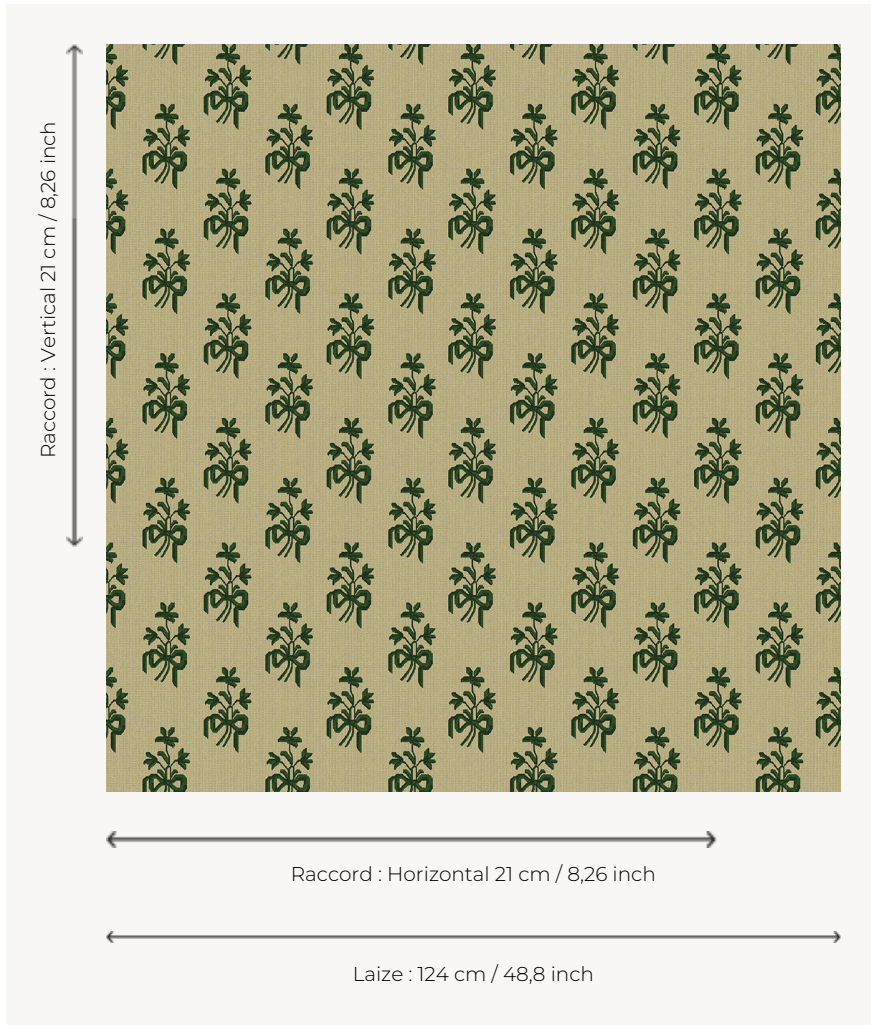 Raccord : Vertical 21 cm / 8,26 inch
Raccord : Horizontal 21 cm / 8,26 inch
Laize : 124 cm / 48,8 inch